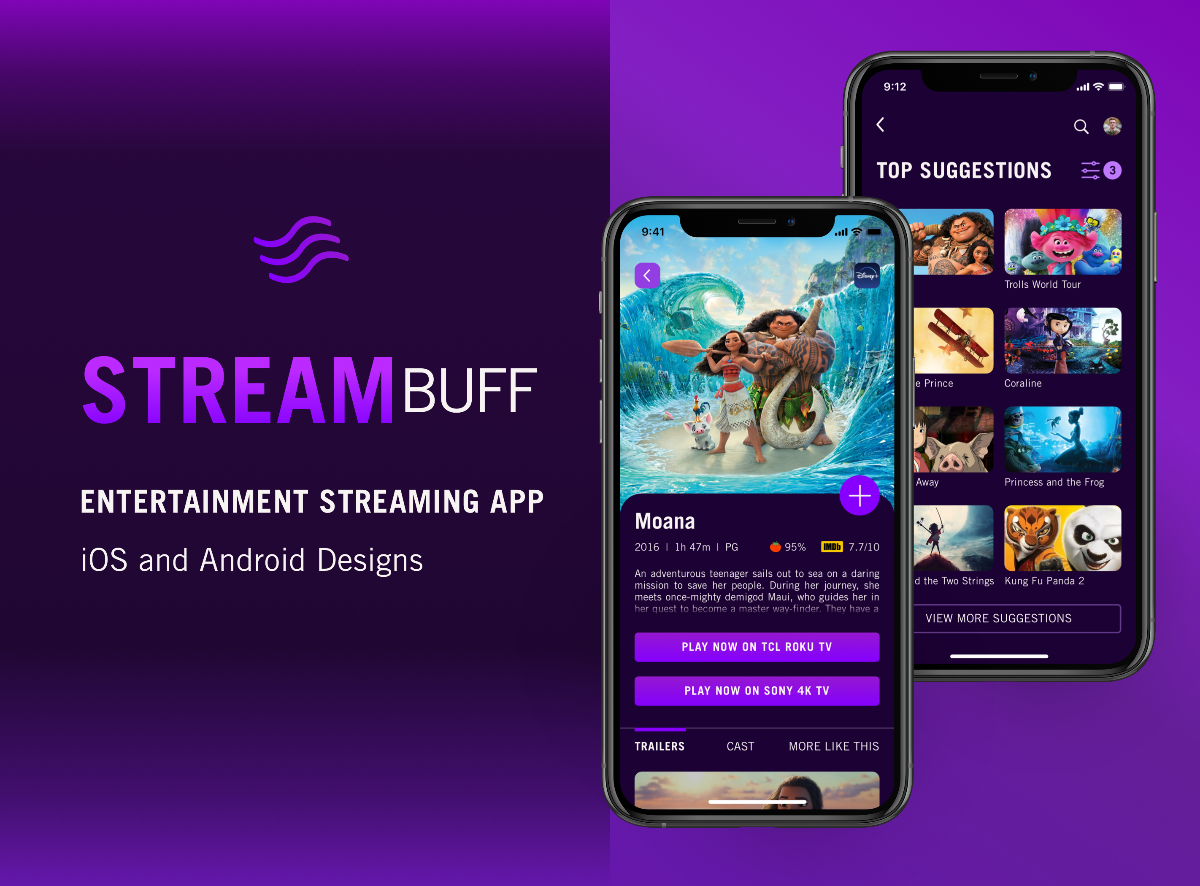 STREAMBUFF
ENTERTAINMENT STREAMING APP
iOS and Android Designs
9:41
Disney+
Moana
2016 | 1h 47m | PG 95% IMDb 7.7/10
An adventurous teenager sails out to sea on a daring
mission to save her people. During her journey, she
meets once-mighty demigod Maui, who guides her in
her quest to become a master way-finder. They have a
PLAY NOW ON TCL ROKU TV
PLAY NOW ON SONY 4K TV
TRAILERS CAST MORE LIKE THIS
9:12
TOP SUGGESTIONS 3
Trolls World Tour
Prince Coraline
Away Princess and the Frog
the Two Strings Kung Fu Panda 2
VIEW MORE SUGGESTIONS